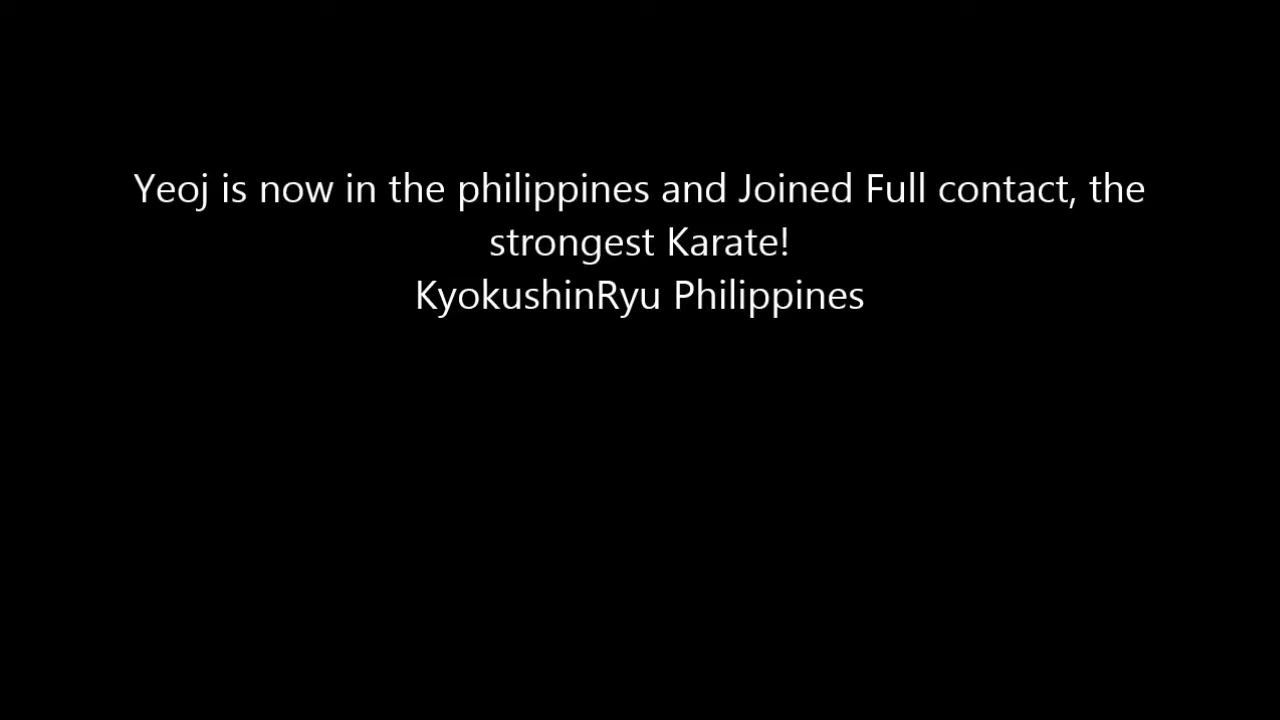 Yeoj is now in the philippines and Joined Full contact, the
strongest Karate!
KyokushinRyu Philippines